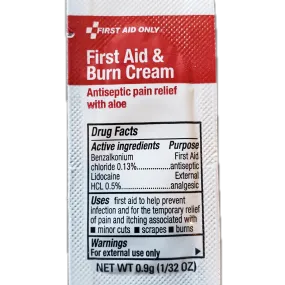 FIRST AID ONLY
First Aid &
Burn Cream
Antiseptic pain relief
with aloe
Drug Facts
Active ingredients Purpose
Benzalkonium First Aid
chloride 0.13%...............antiseptic
Lidocaine External
HCL 0.5%................analgesic
Uses first aid to help prevent
infection and for the temporary relief
of pain and itching associated with
■ minor cuts ■ scrapes ■ burns
Warnings
For external use only
NET WT 0.9g (1/32 OZ)